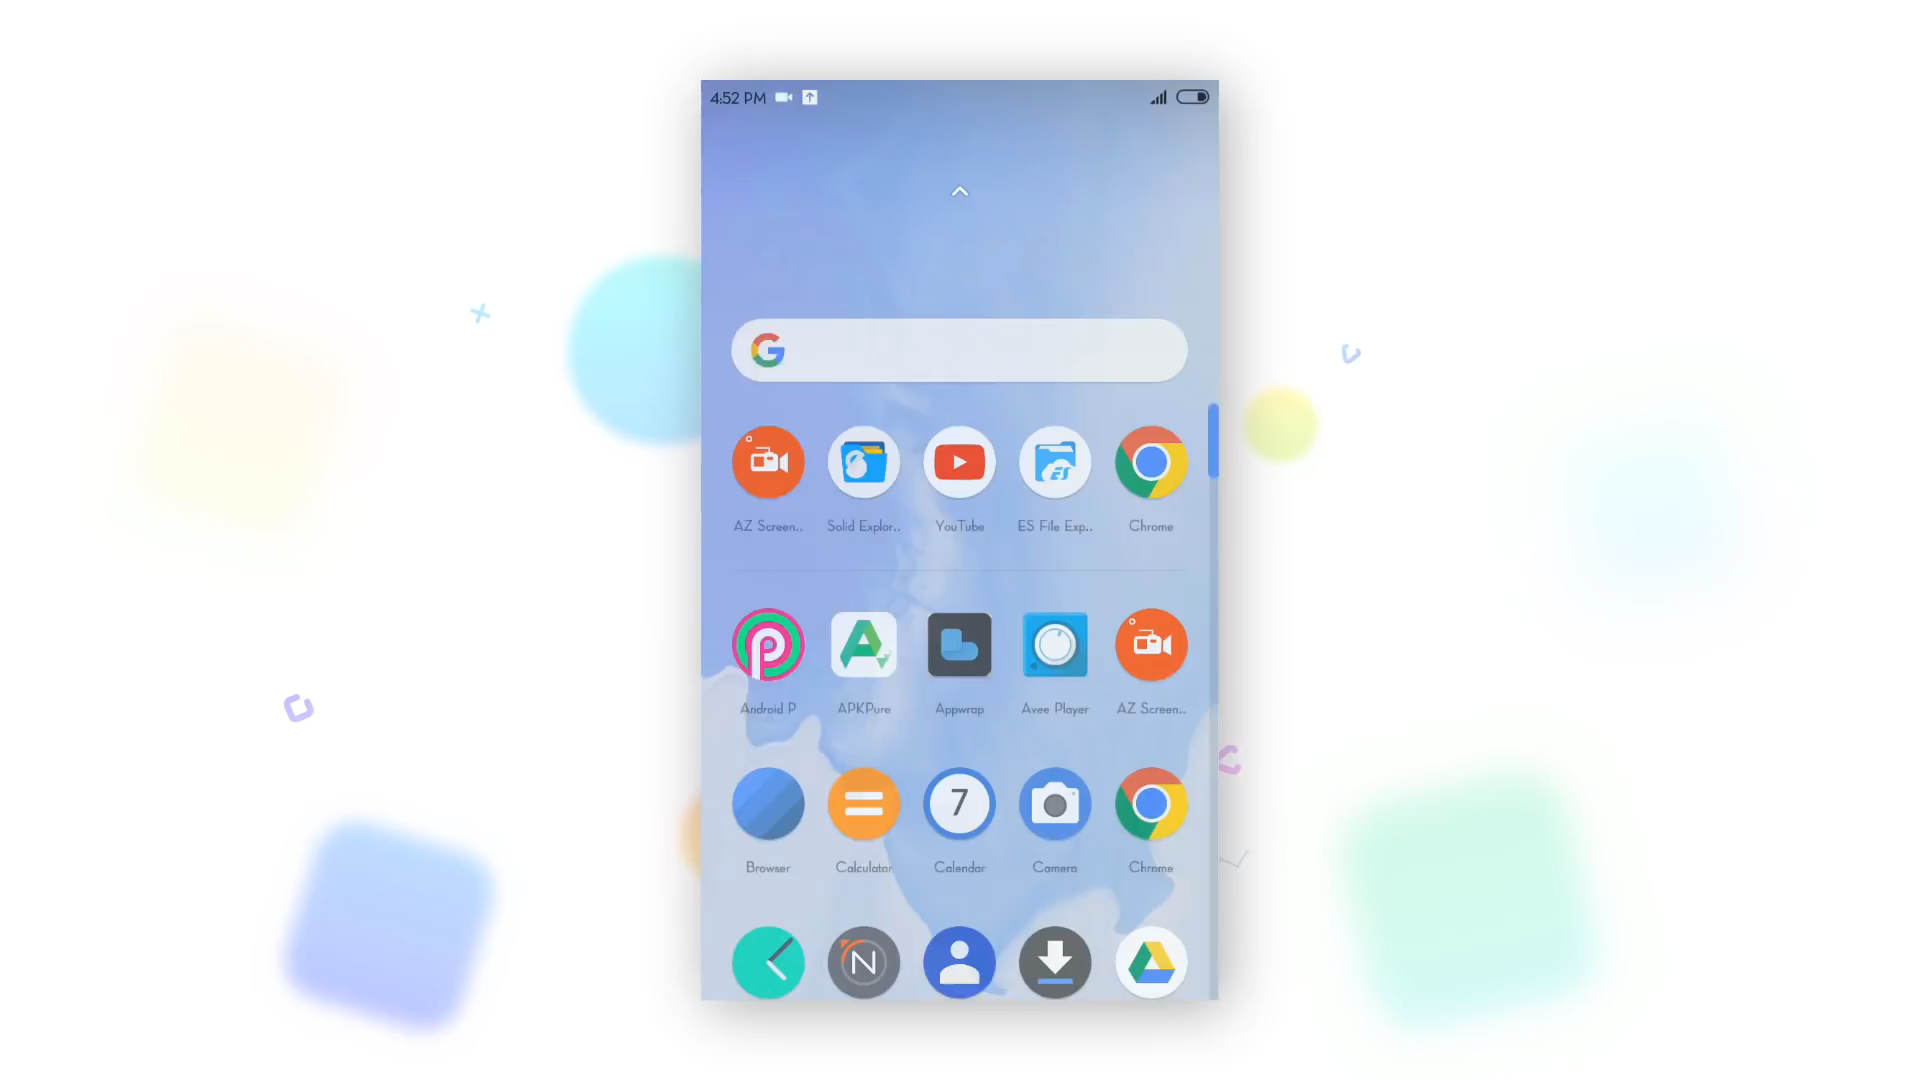 4:52 PM
AZ Screen.. Solid Explor.. YouTube ES File Exp.. Chrome
Android P APKPure Appwrap Avee Player AZ Screen..
7
Browser Calculator Calendar Camera Chrome
N